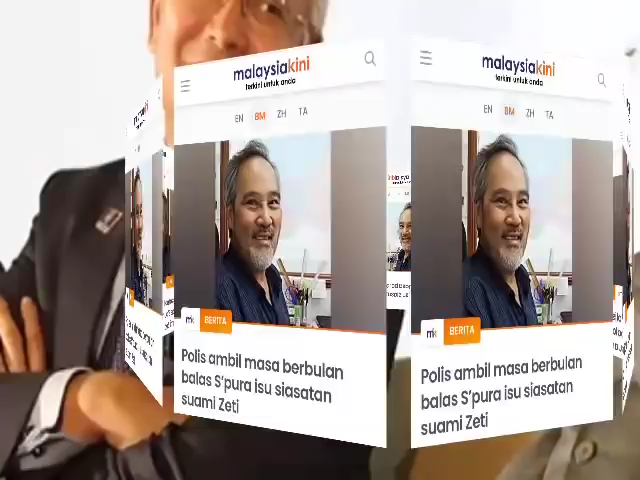 malaysiakini
terkini untuk anda
EN BM ZH TA
mk BERITA
Polis ambil masa berbulan
balas S'pura isu siasatan
suami Zeti
malaysiakini
terkini untuk anda
EN BM ZH TA
mk BERITA
Polis ambil masa berbulan
balas S'pura isu siasatan
suami Zeti